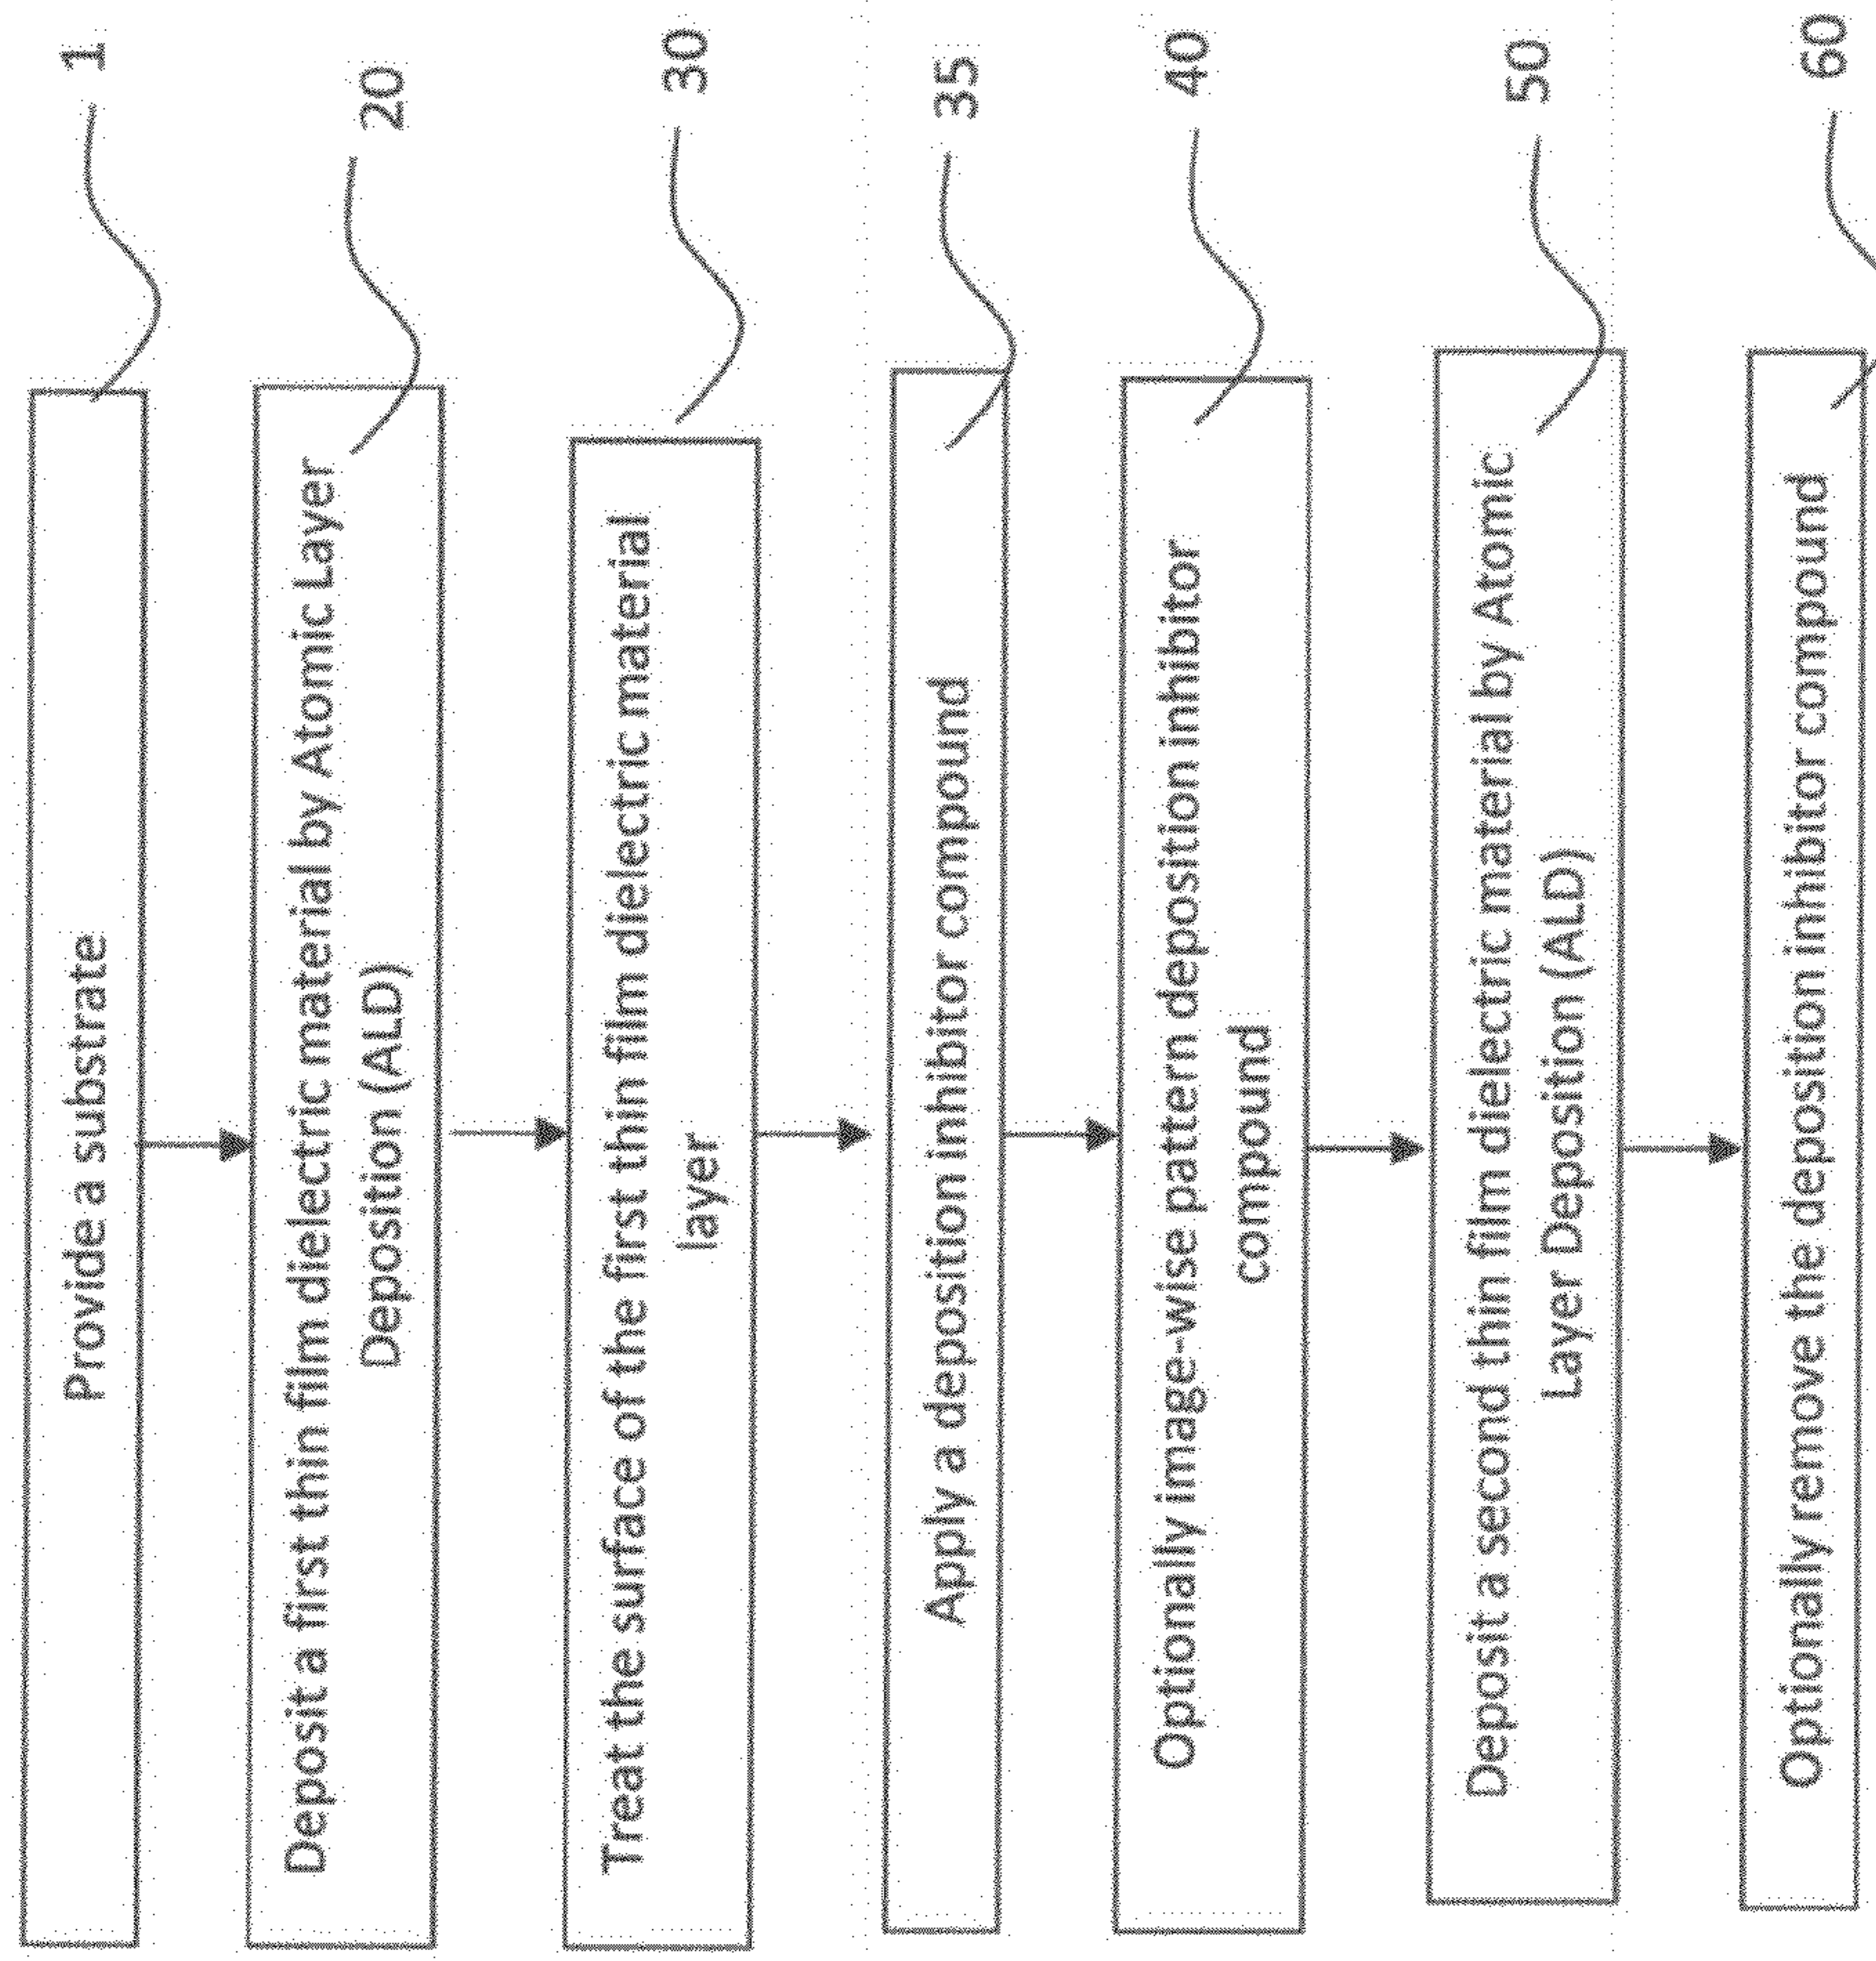 Provide a substrate
1
Deposit a first thin film dielectric material by Atomic Layer
Deposition (ALD)
20
Treat the surface of the first thin film dielectric material
layer
30
Apply a deposition inhibitor compound
35
Optionally image-wise pattern deposition inhibitor
compound
40
Deposit a second thin film dielectric material by Atomic
Layer Deposition (ALD)
50
Optionally remove the deposition inhibitor compound
60